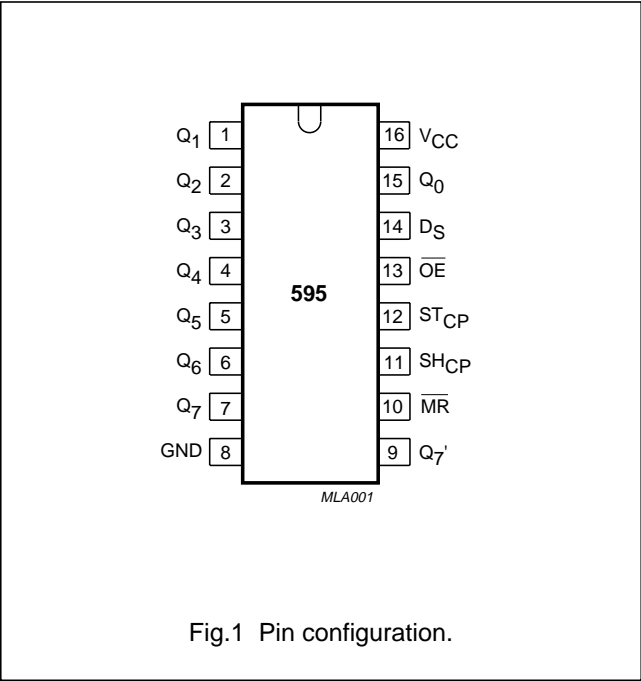 Q1 1 16 VCC
Q2 2 15 Q0
Q3 3 14 DS
Q4 4 13 OE
595
Q5 5 12 STCP
Q6 6 11 SHCP
Q7 7 10 MR
GND 8 9 Q7'
MLA001
Fig.1 Pin configuration.